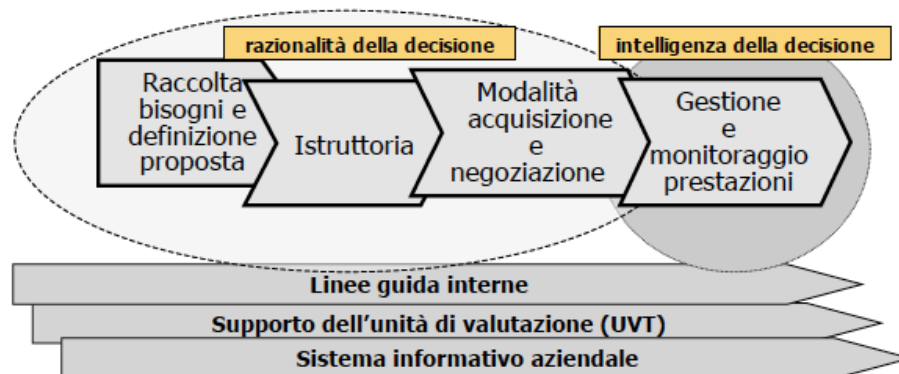 razionalità della decisione
intelligenza della decisione
Raccolta
bisogni e
definizione
proposta
Istruttoria
Modalità
acquisizione
e
negoziazione
Gestione
e
monitoraggio
prestazioni
Linee guida interne
Supporto dell'unità di valutazione (UVT)
Sistema informativo aziendale